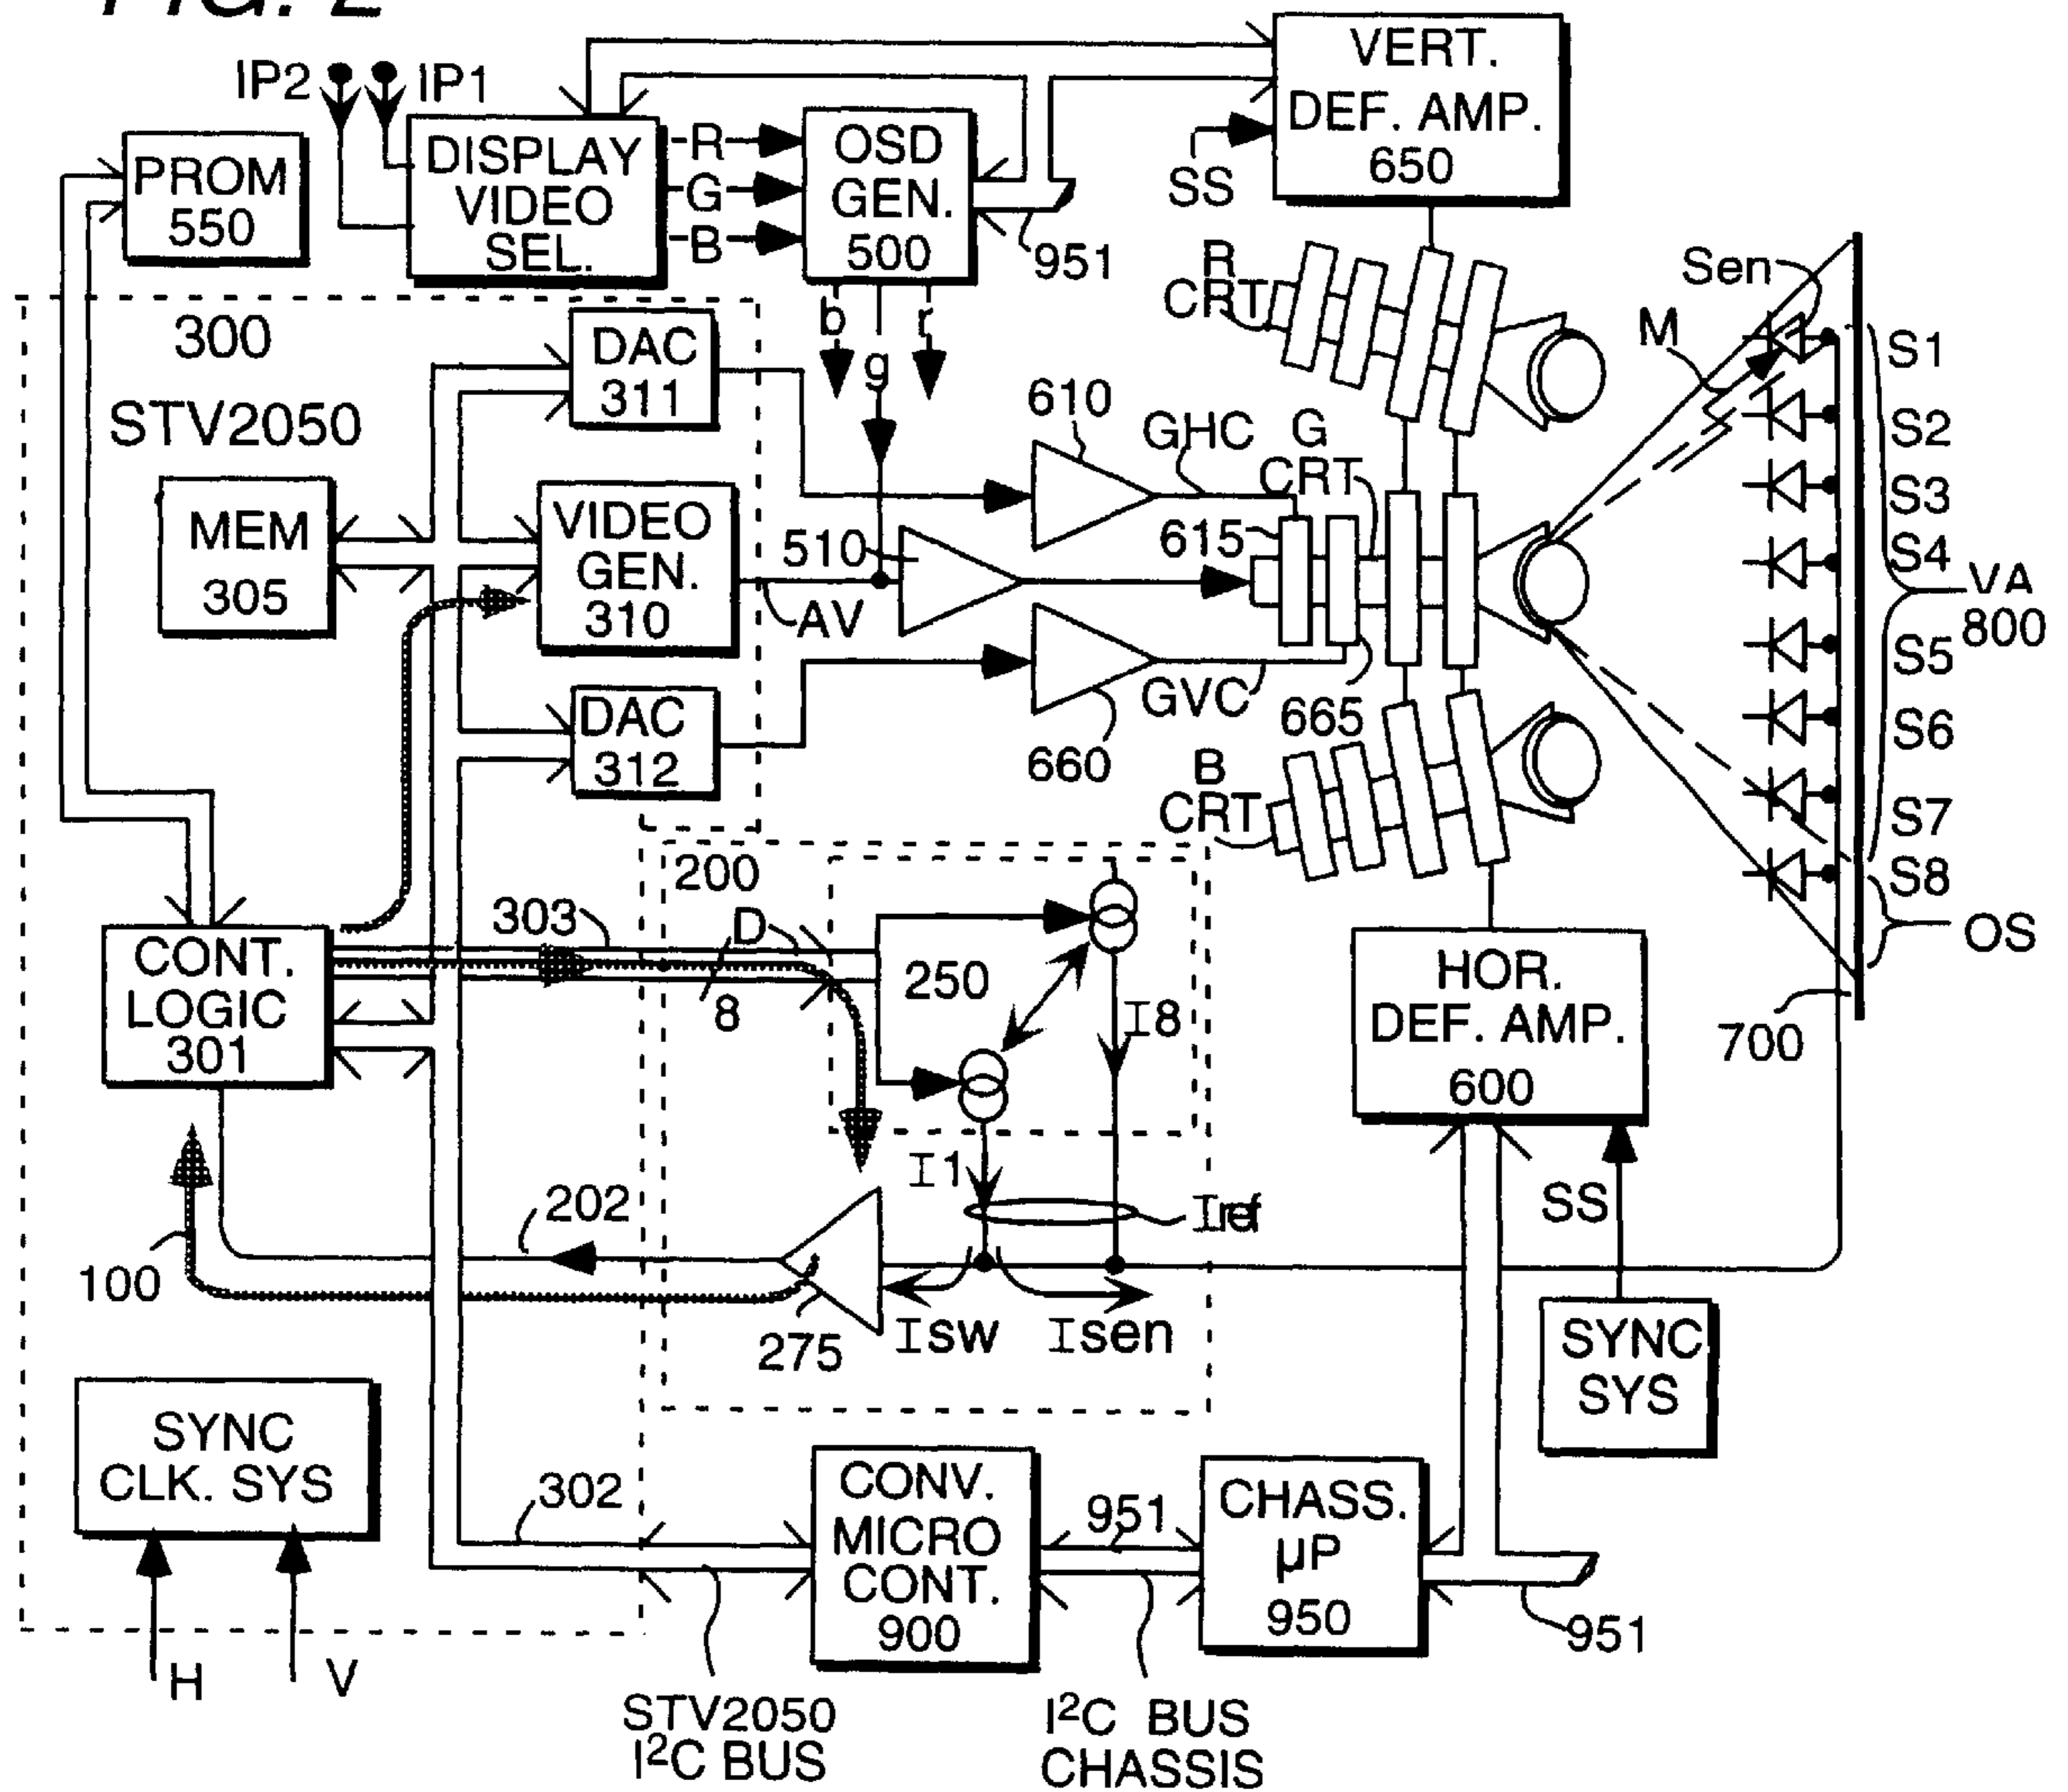 FIG. 2
IP2
IP1
VERT.
DEF. AMP.
650
SS
DISPLAY
VIDEO
SEL.
R
G
B
OSD
GEN.
500
951
PROM
550
b
g
r
300
STV2050
DAC
311
MEM
305
VIDEO
GEN.
310
DAC
312
AV
510
610
GHC
G
CRT
615
660
GVC
665
R
CRT
B
CRT
Sen
M
S1
S2
S3
S4
S5
S6
S7
S8
VA
800
OS
700
200
303
D
8
250
I8
I1
Iref
CONT.
LOGIC
301
202
100
275
Isw
Isen
HOR.
DEF. AMP.
600
SS
SYNC
SYS
SYNC
CLK. SYS
H
V
302
CONV.
MICRO
CONT.
900
951
CHASS.
µP
950
951
STV2050
I²C BUS
I²C BUS
CHASSIS